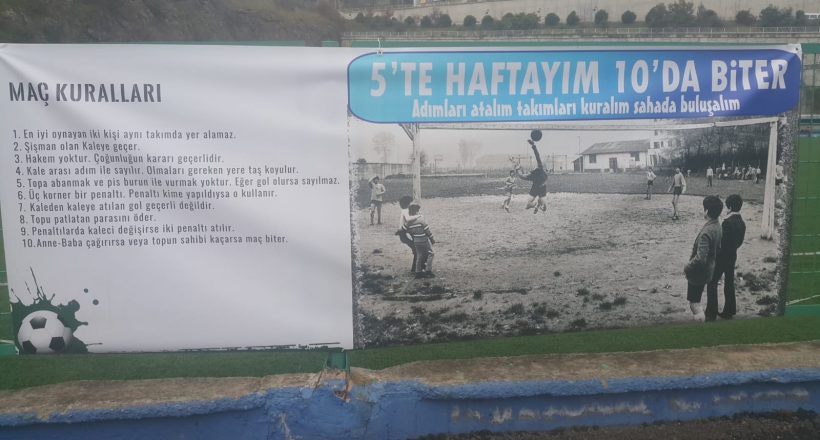 MAÇ KURALLARI
1. En iyi oynayan iki kişi aynı takımda yer alamaz.
2. Şişman olan Kaleye geçer.
3. Hakem yoktur. Çoğunluğun kararı geçerlidir.
4. Kale arası adım ile sayılır. Olmaları gereken yere taş koyulur.
5. Topa abanmak ve pis burun ile vurmak yoktur. Eğer gol olursa sayılmaz.
6. Üç korner bir penaltı. Penaltı kime yapıldıysa o kullanır.
7. Kaleden kaleye atılan gol geçerli değildir.
8. Topu patlatan parasını öder.
9. Penaltılarda kaleci değişirse iki penaltı atılır.
10. Anne-Baba çağırırsa veya topun sahibi kaçarsa maç biter.
5'TE HAFTAYIM 10'DA BİTER
Adımları atalım takımları kuralım sahada buluşalım